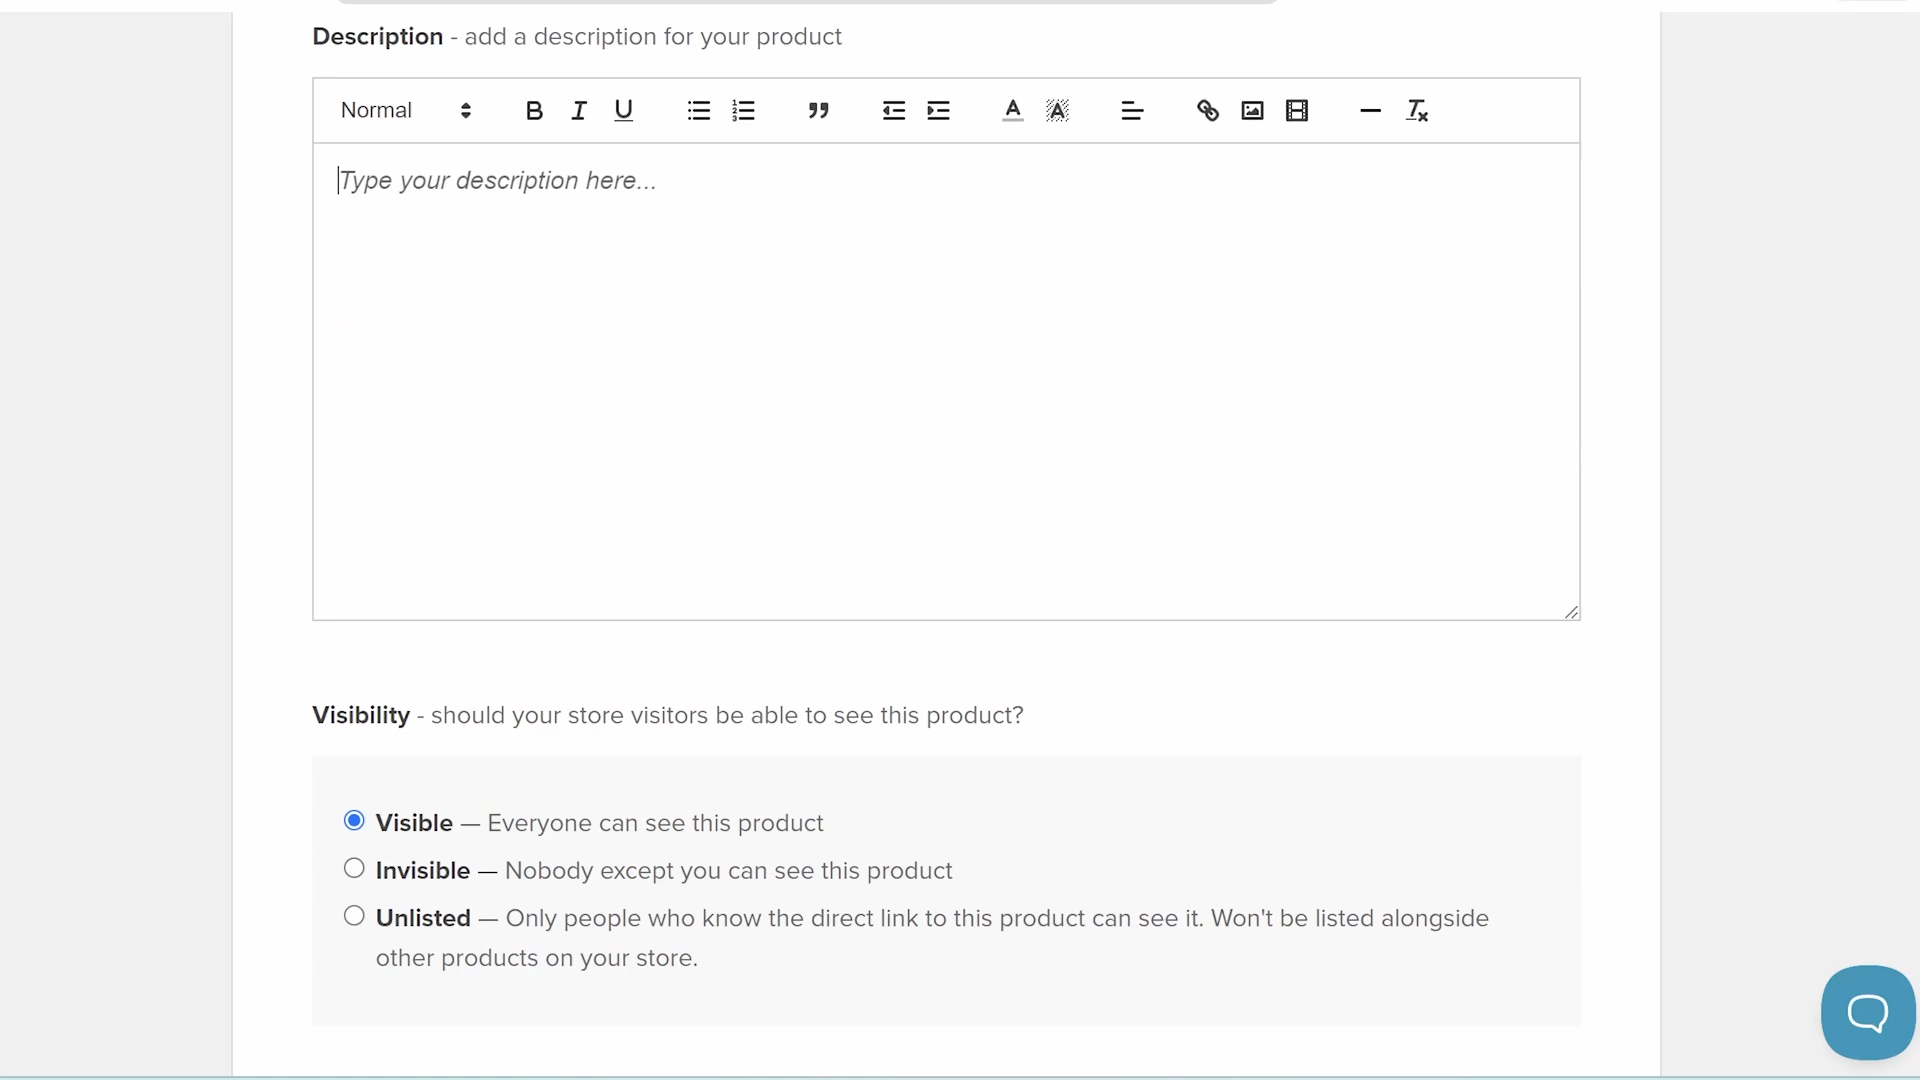 Description - add a description for your product
Normal
Type your description here...
Visibility - should your store visitors be able to see this product?
Visible — Everyone can see this product
Invisible — Nobody except you can see this product
Unlisted — Only people who know the direct link to this product can see it. Won't be listed alongside
other products on your store.